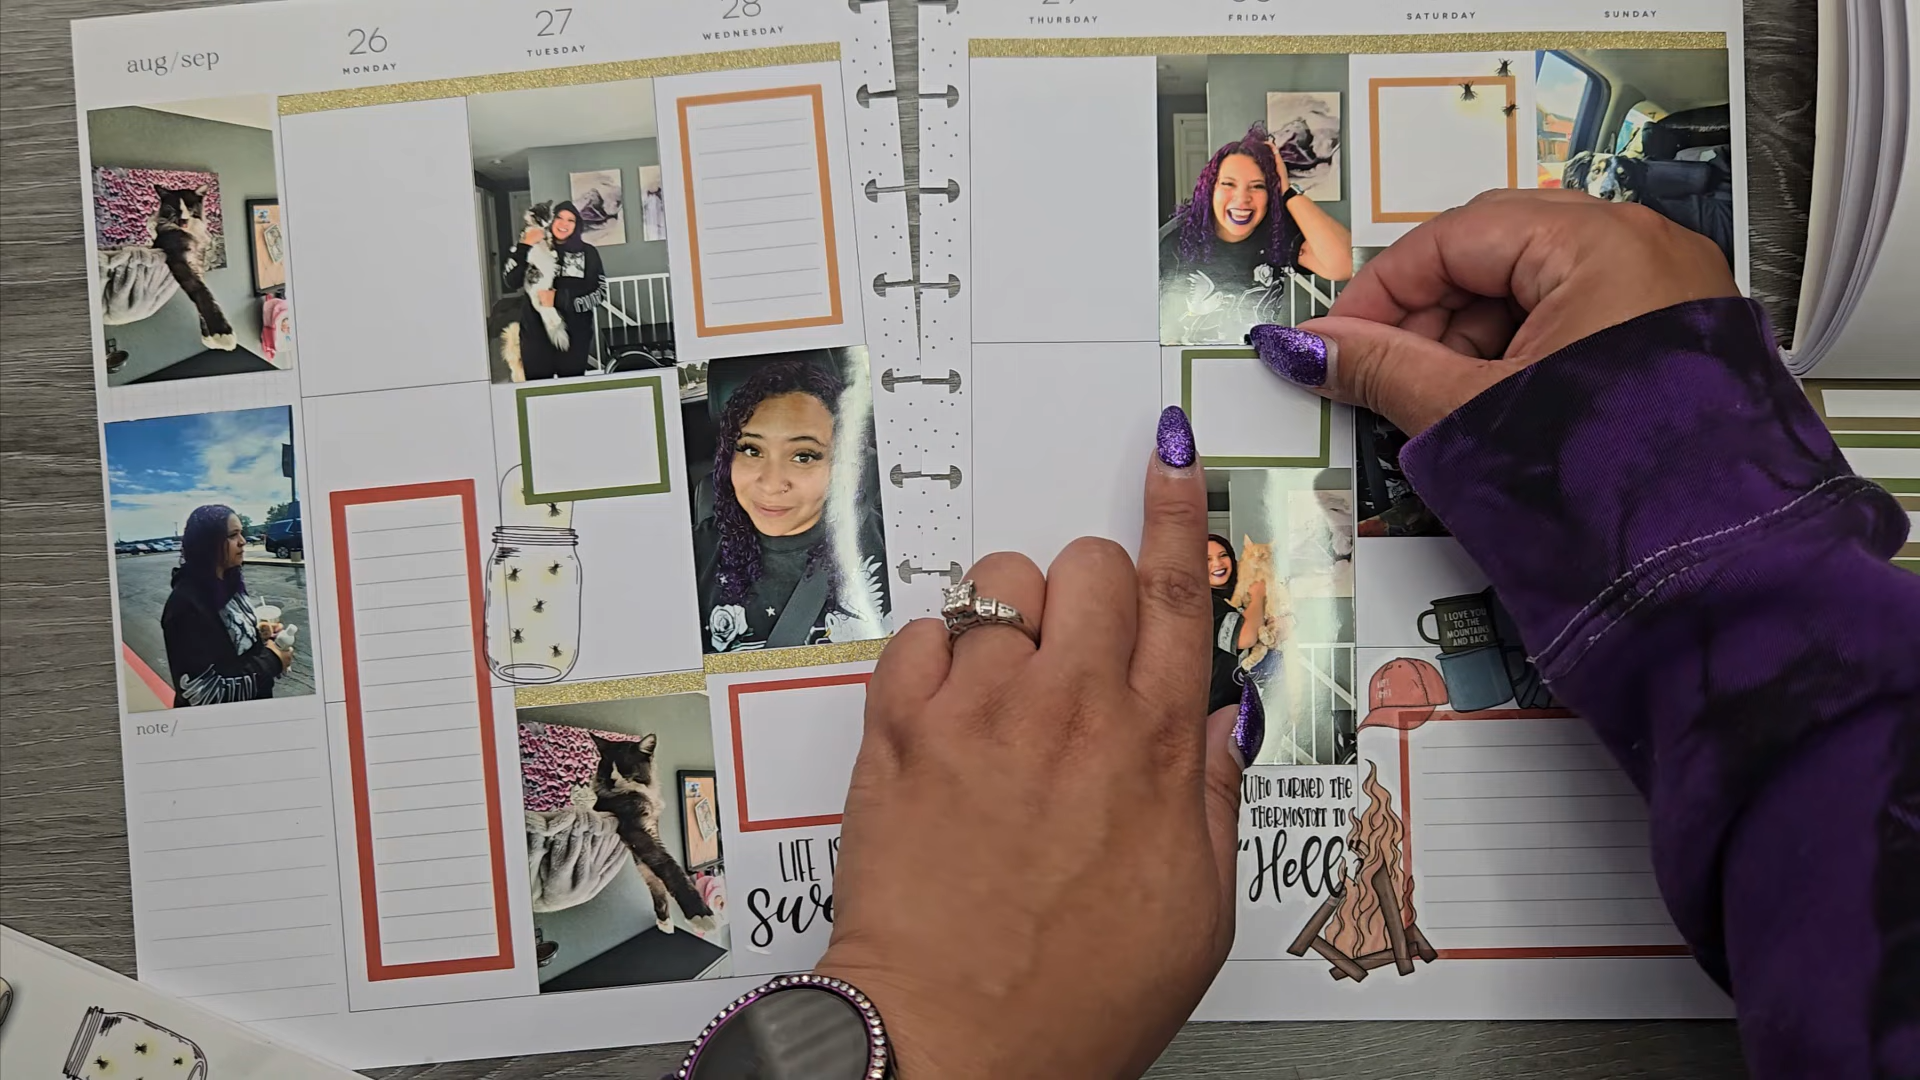 aug/sep
26
MONDAY
27
TUESDAY
28
WEDNESDAY
THURSDAY
FRIDAY
SATURDAY
SUNDAY
note/
LIFE IS
I LOVE YOU
TO THE
MOUNTAINS
AND BACK
WHO TURNED THE
THERMOSTAT TO
"Hell"